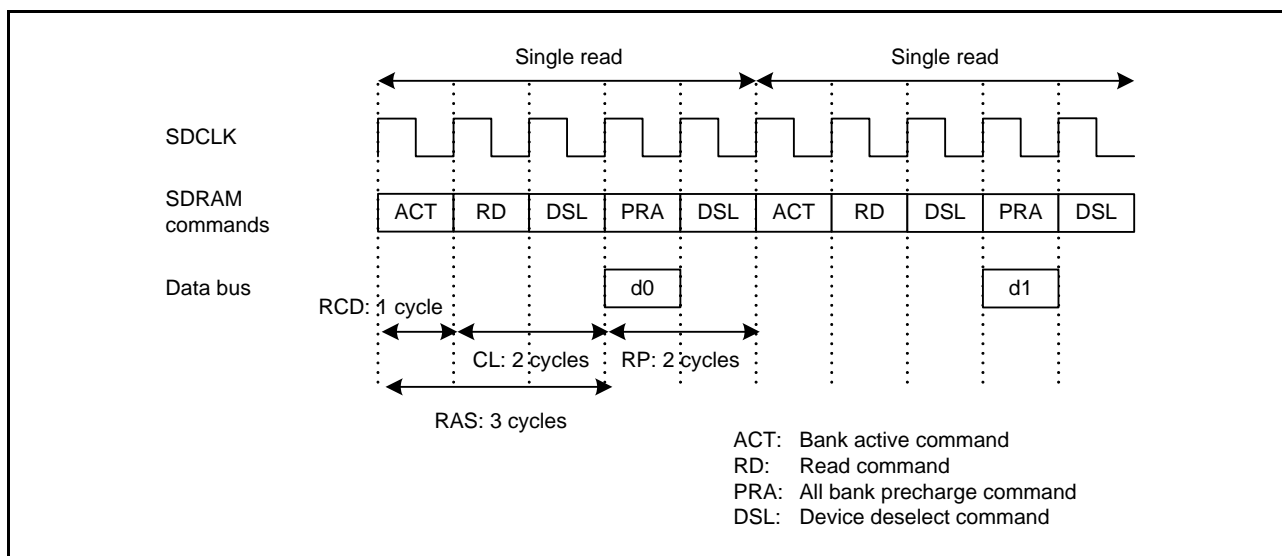 Single read Single read
SDCLK
SDRAM
commands
ACT RD DSL PRA DSL ACT RD DSL PRA DSL
Data bus
d0 d1
RCD: 1 cycle
CL: 2 cycles RP: 2 cycles
RAS: 3 cycles
ACT: Bank active command
RD: Read command
PRA: All bank precharge command
DSL: Device deselect command